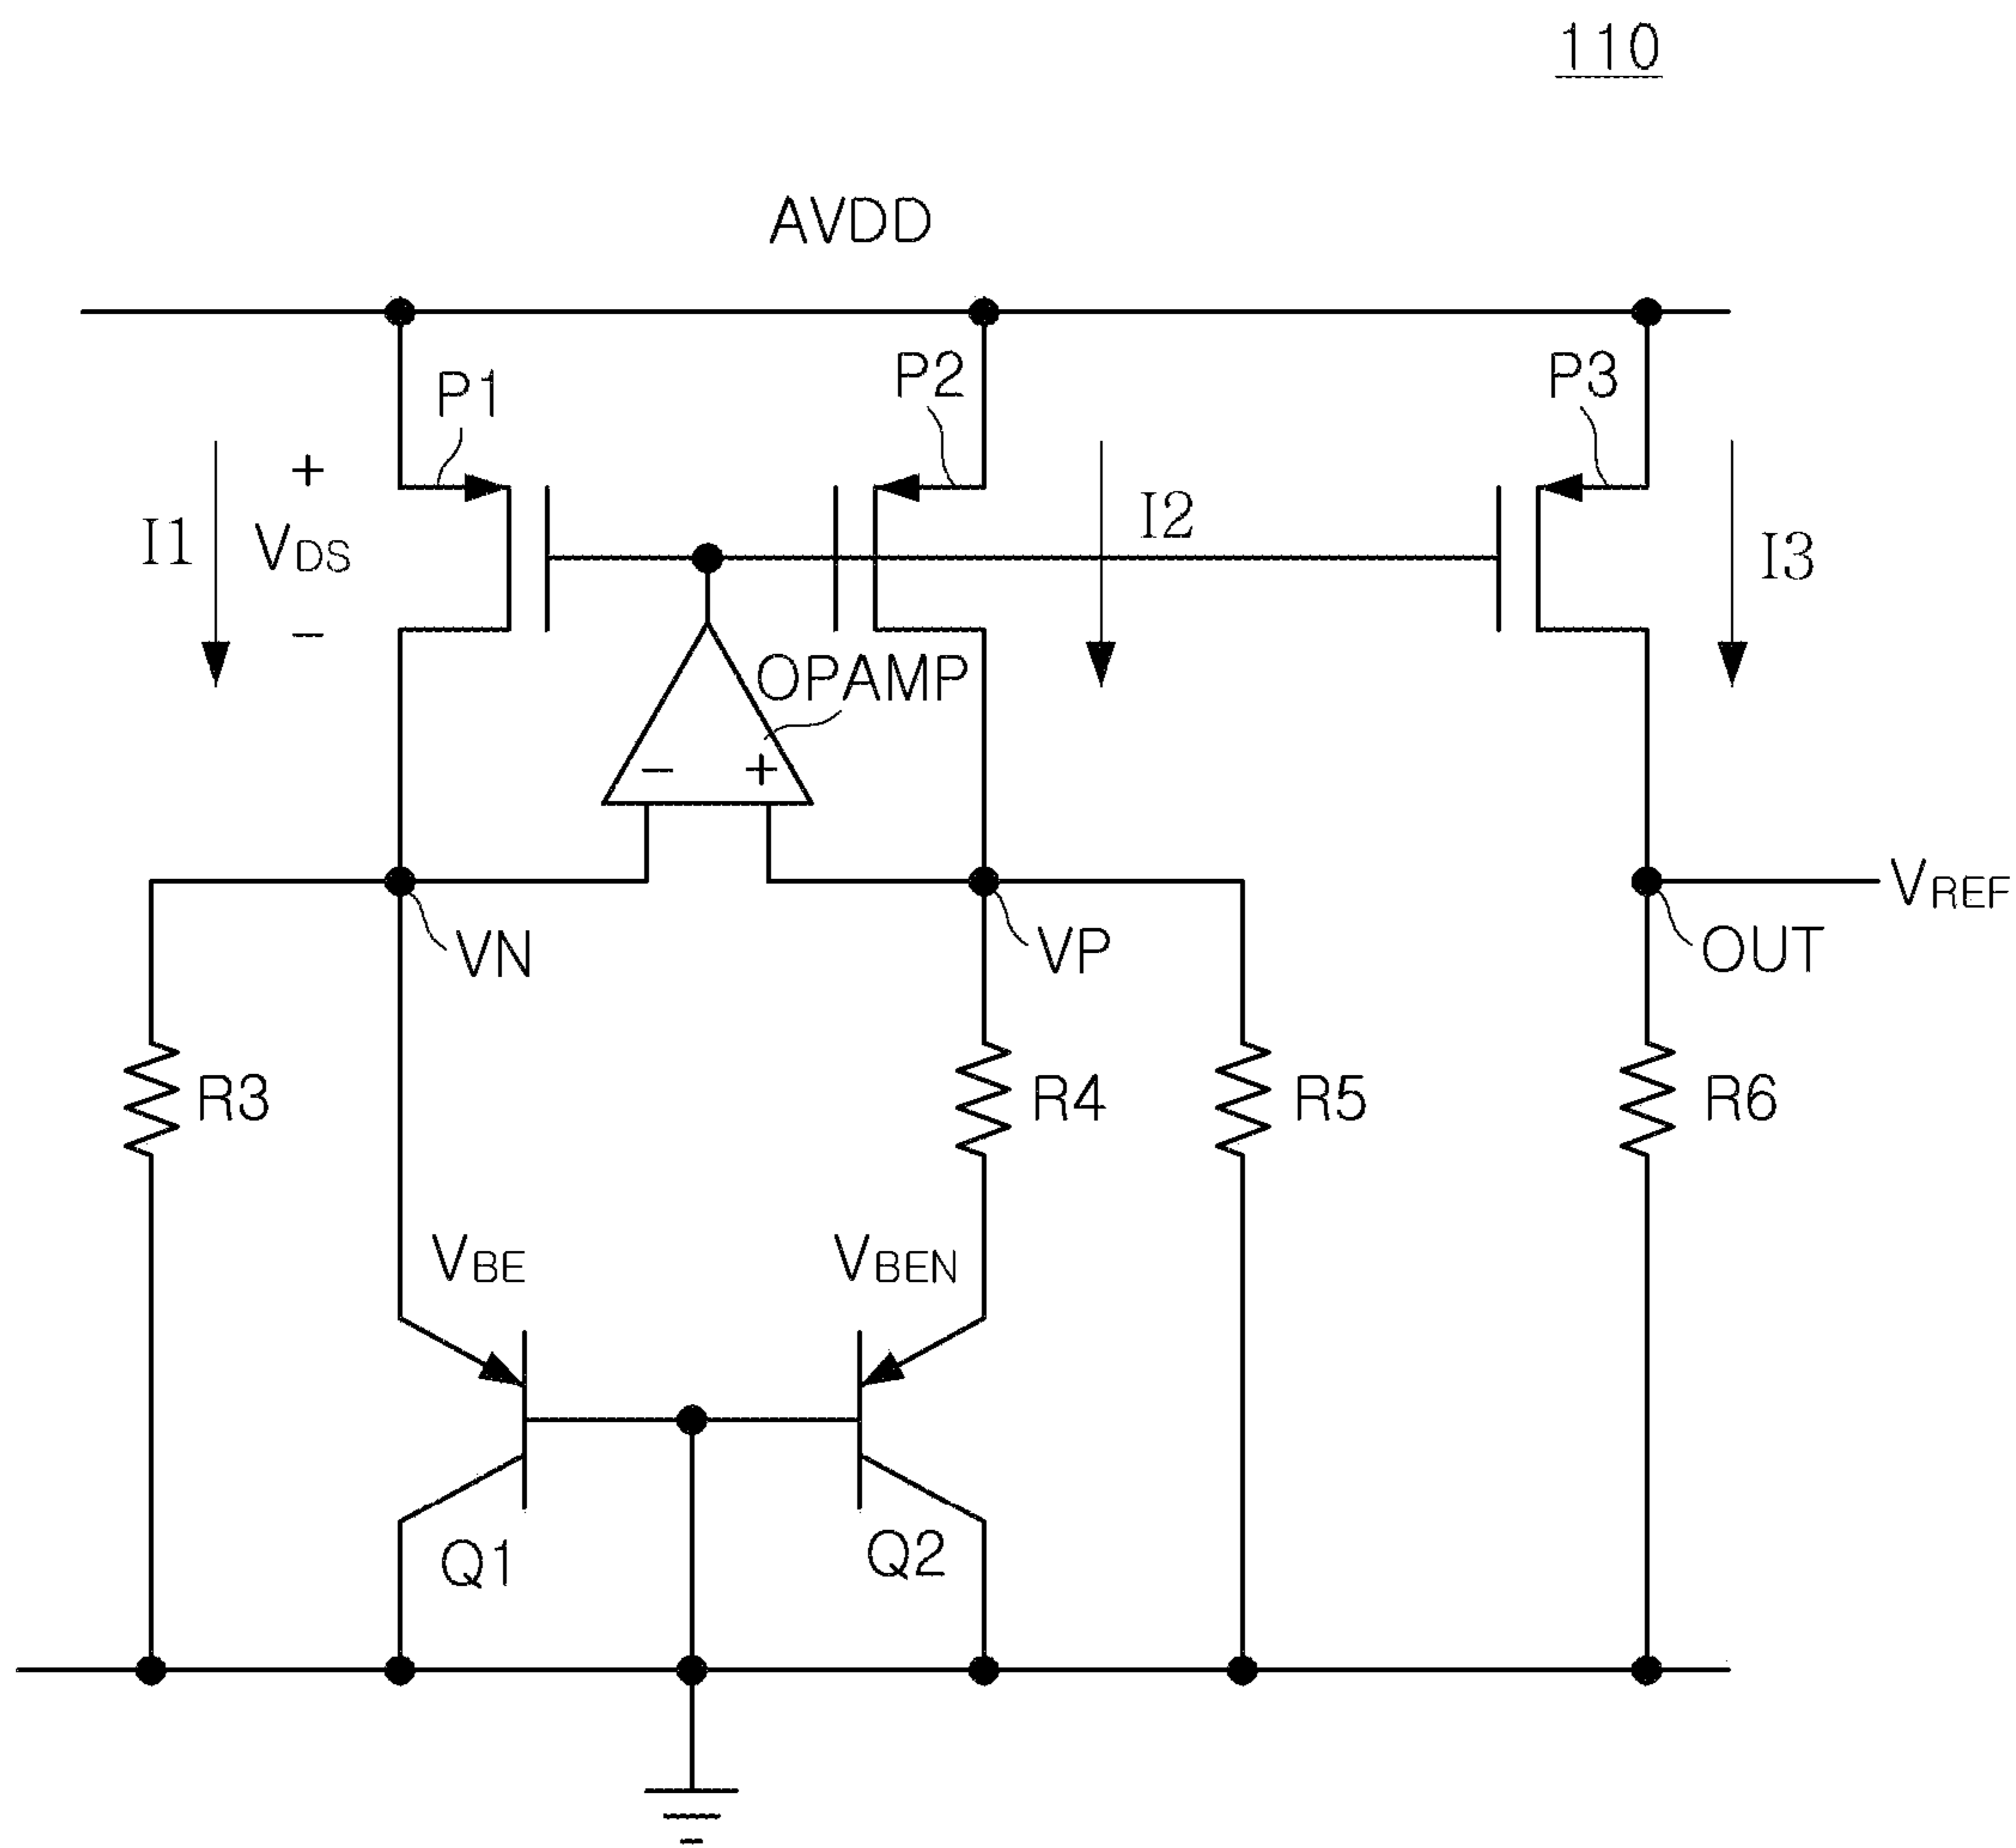 110
AVDD
P1
P2
P3
I1
+
VDS
−
I2
I3
OPAMP
− +
VN
VP
VREF
OUT
R3
R4
R5
R6
VBE
VBEN
Q1
Q2